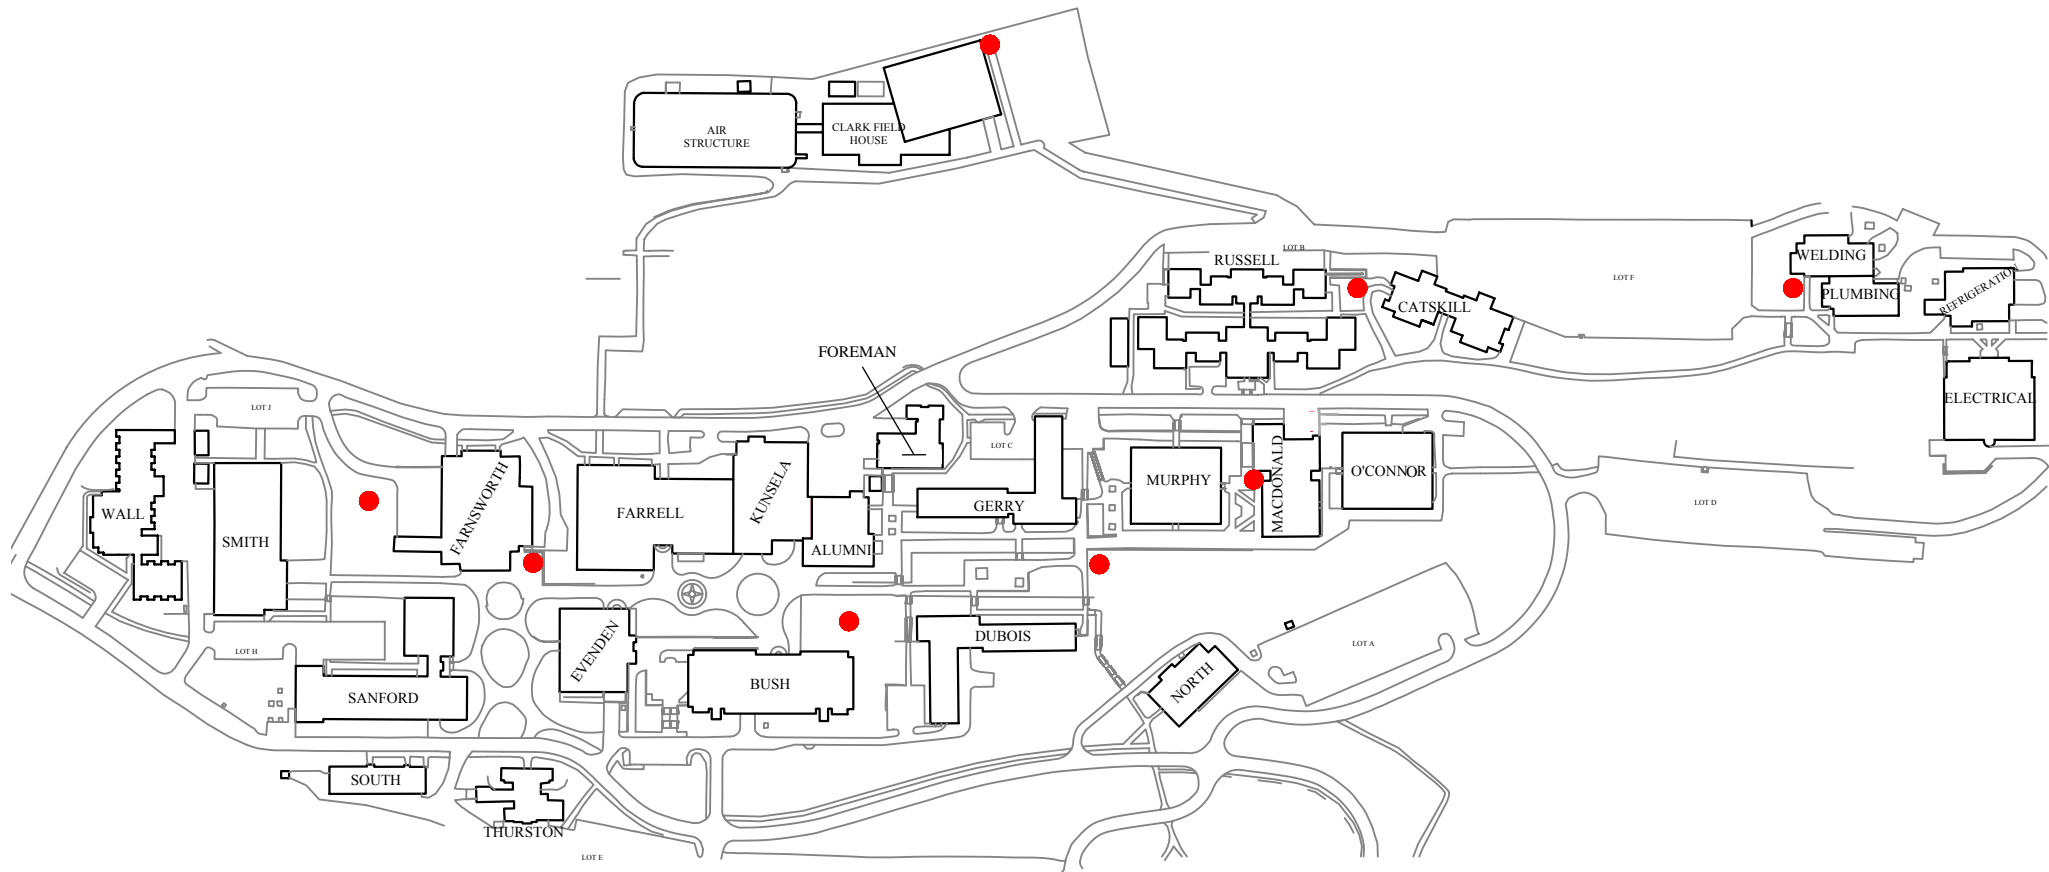 AIR
STRUCTURE
CLARK FIELD
HOUSE
LOT B
RUSSELL
WELDING
LOT F
REFRIGERATION
PLUMBING
CATSKILL
FOREMAN
ELECTRICAL
LOT J
LOT C
O'CONNOR
MURPHY
MACDONALD
KUNSELA
FARNSWORTH
LOT D
GERRY
FARRELL
WALL
SMITH
ALUMNI
DUBOIS
LOT A
EVENDEN
LOT H
NORTH
BUSH
SANFORD
SOUTH
THURSTON
LOT E